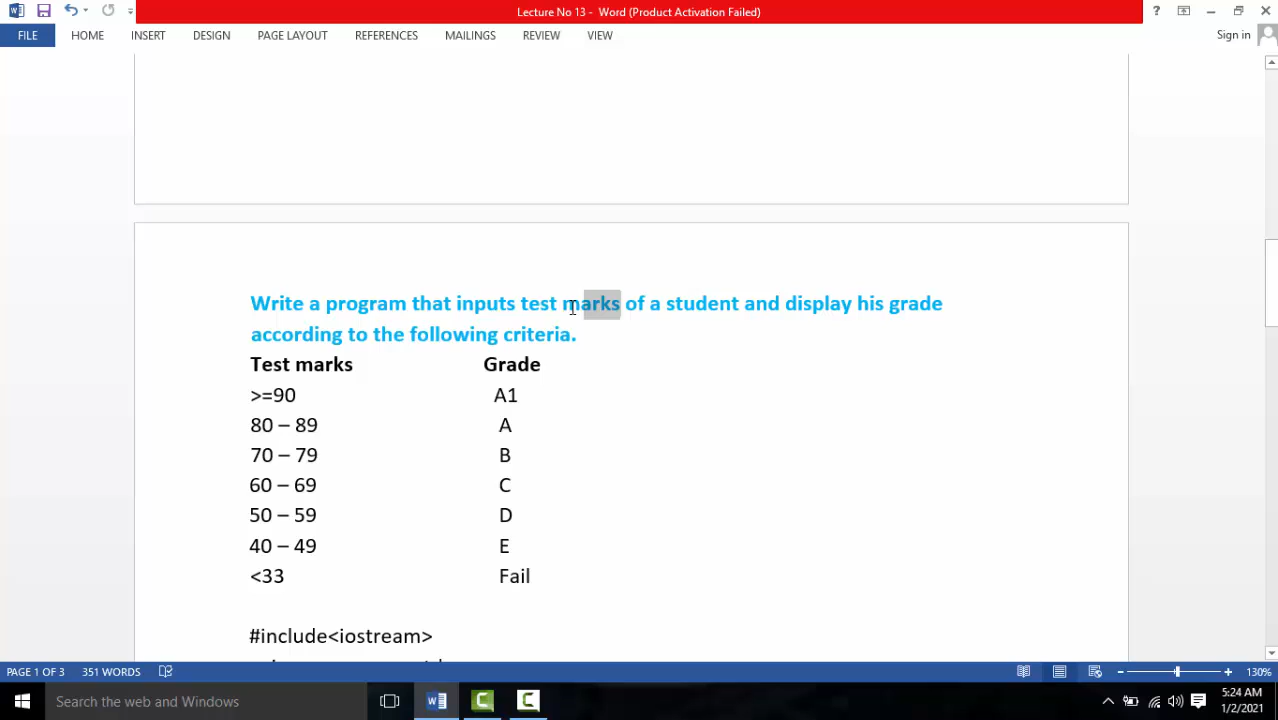 Lecture No 13 - Word (Product Activation Failed)
?
FILE HOME INSERT DESIGN PAGE LAYOUT REFERENCES MAILINGS REVIEW VIEW Sign in
Write a program that inputs test marks of a student and display his grade
according to the following criteria.
Test marks Grade
>=90 A1
80 – 89 A
70 – 79 B
60 – 69 C
50 – 59 D
40 – 49 E
<33 Fail
#include<iostream>
PAGE 1 OF 3 351 WORDS 130%
Search the web and Windows
5:24 AM
1/2/2021